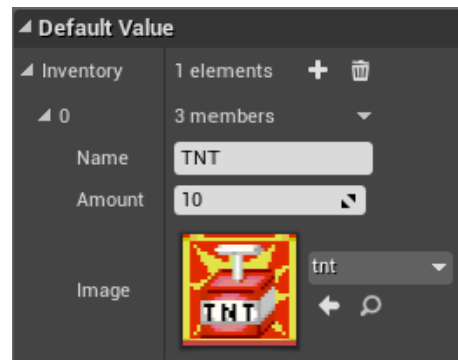 Default Value
Inventory 1 elements
0 3 members
Name TNT
Amount 10
Image tnt
TNT